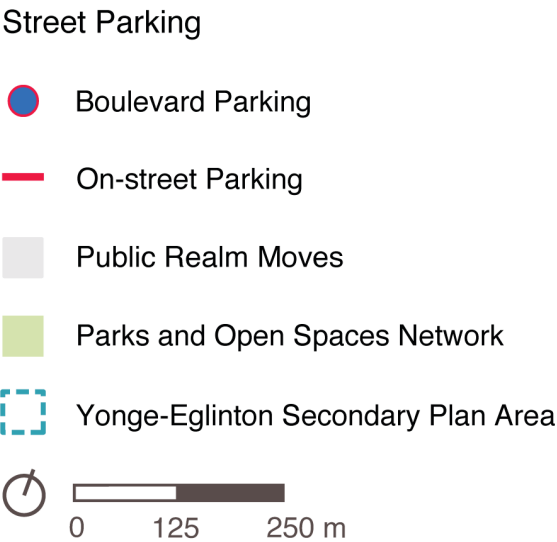 Street Parking
Boulevard Parking
On-street Parking
Public Realm Moves
Parks and Open Spaces Network
Yonge-Eglinton Secondary Plan Area
0 125 250 m